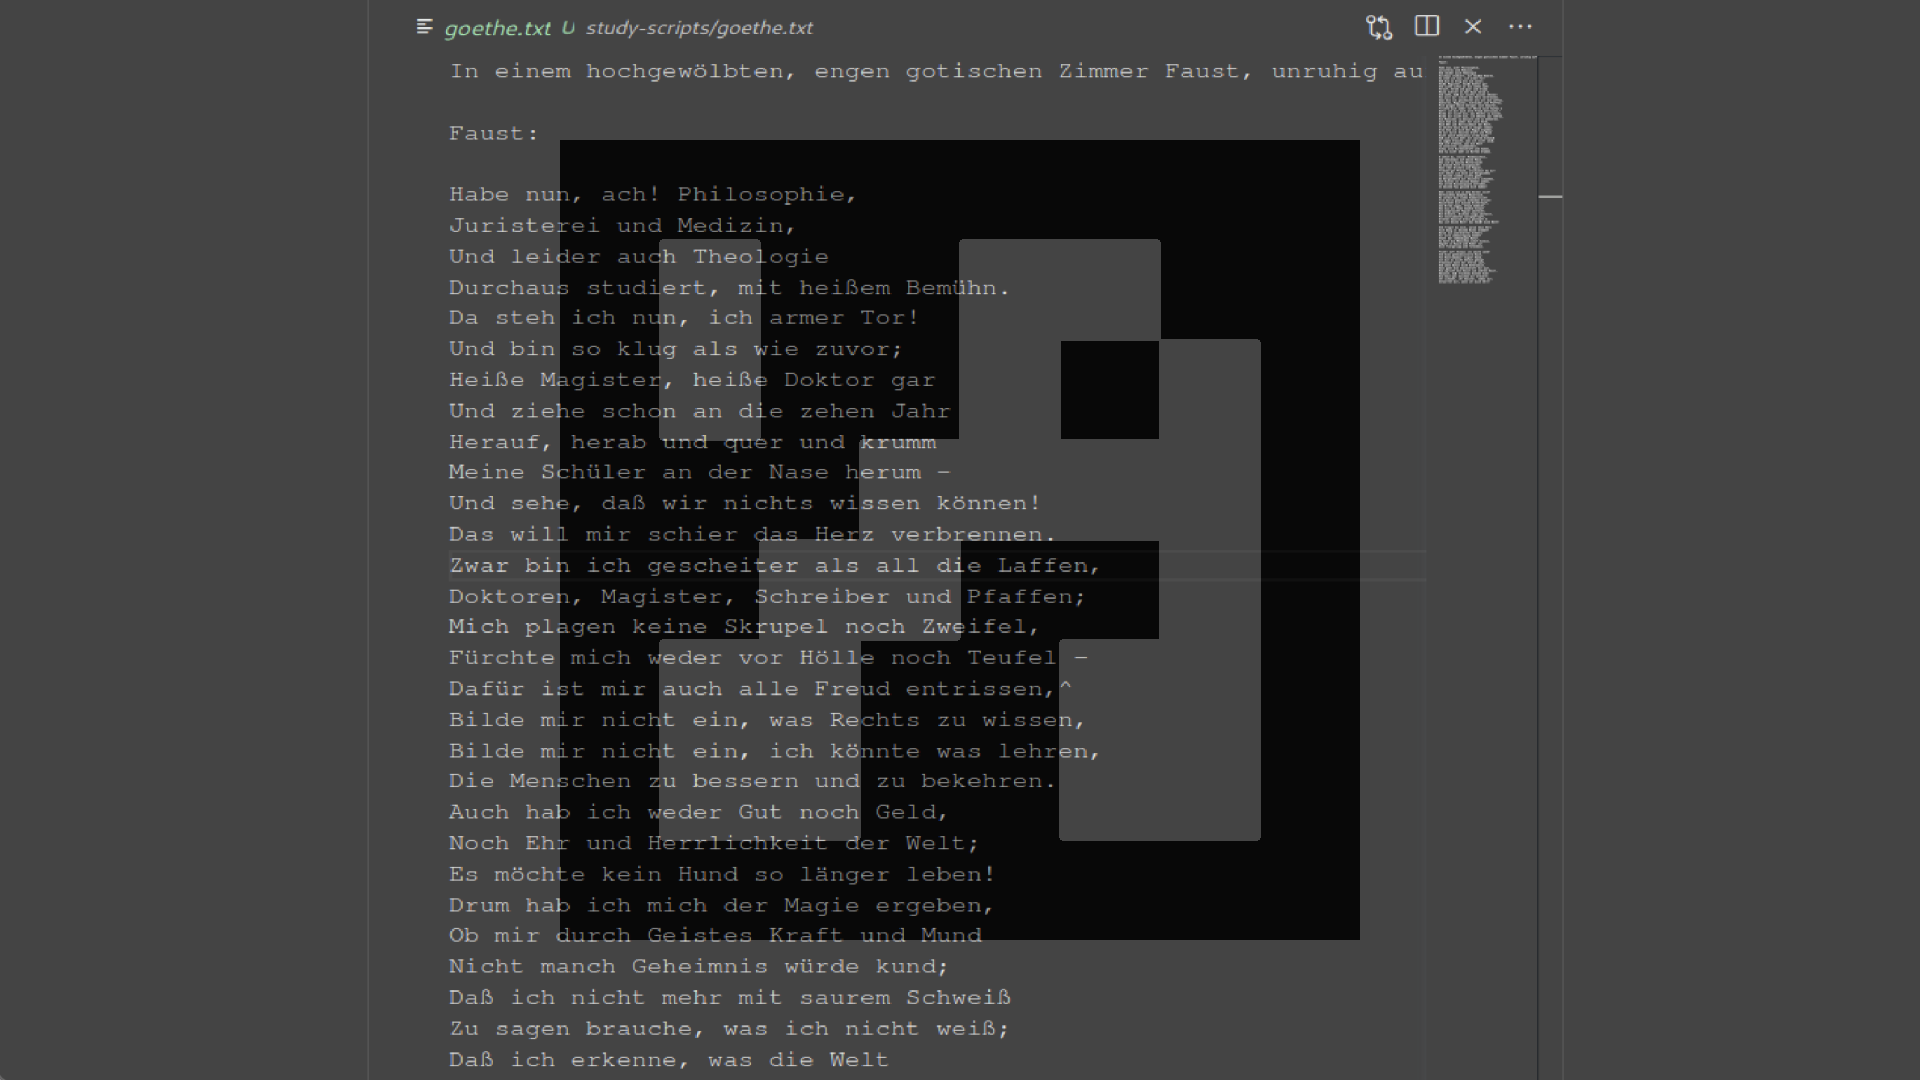 goethe.txt U study-scripts/goethe.txt
In einem hochgewölbten, engen gotischen Zimmer Faust, unruhig au
Faust:
Habe nun, ach! Philosophie,
Juristerei und Medizin,
Und leider auch Theologie
Durchaus studiert, mit heißem Bemühn.
Da steh ich nun, ich armer Tor!
Und bin so klug als wie zuvor;
Heiße Magister, heiße Doktor gar
Und ziehe schon an die zehen Jahr
Herauf, herab und quer und krumm
Meine Schüler an der Nase herum –
Und sehe, daß wir nichts wissen können!
Das will mir schier das Herz verbrennen.
Zwar bin ich gescheiter als all die Laffen,
Doktoren, Magister, Schreiber und Pfaffen;
Mich plagen keine Skrupel noch Zweifel,
Fürchte mich weder vor Hölle noch Teufel –
Dafür ist mir auch alle Freud entrissen,^
Bilde mir nicht ein, was Rechts zu wissen,
Bilde mir nicht ein, ich könnte was lehren,
Die Menschen zu bessern und zu bekehren.
Auch hab ich weder Gut noch Geld,
Noch Ehr und Herrlichkeit der Welt;
Es möchte kein Hund so länger leben!
Drum hab ich mich der Magie ergeben,
Ob mir durch Geistes Kraft und Mund
Nicht manch Geheimnis würde kund;
Daß ich nicht mehr mit saurem Schweiß
Zu sagen brauche, was ich nicht weiß;
Daß ich erkenne, was die Welt